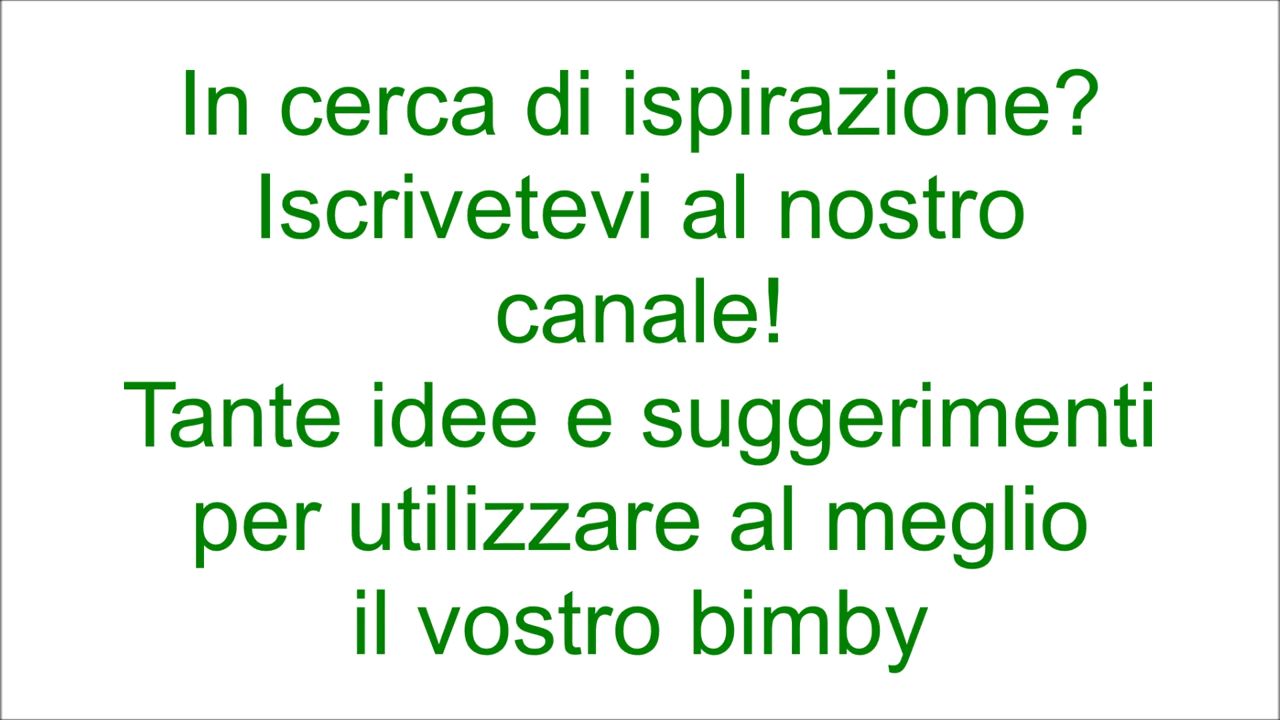 In cerca di ispirazione?
Iscrivetevi al nostro
canale!
Tante idee e suggerimenti
per utilizzare al meglio
il vostro bimby